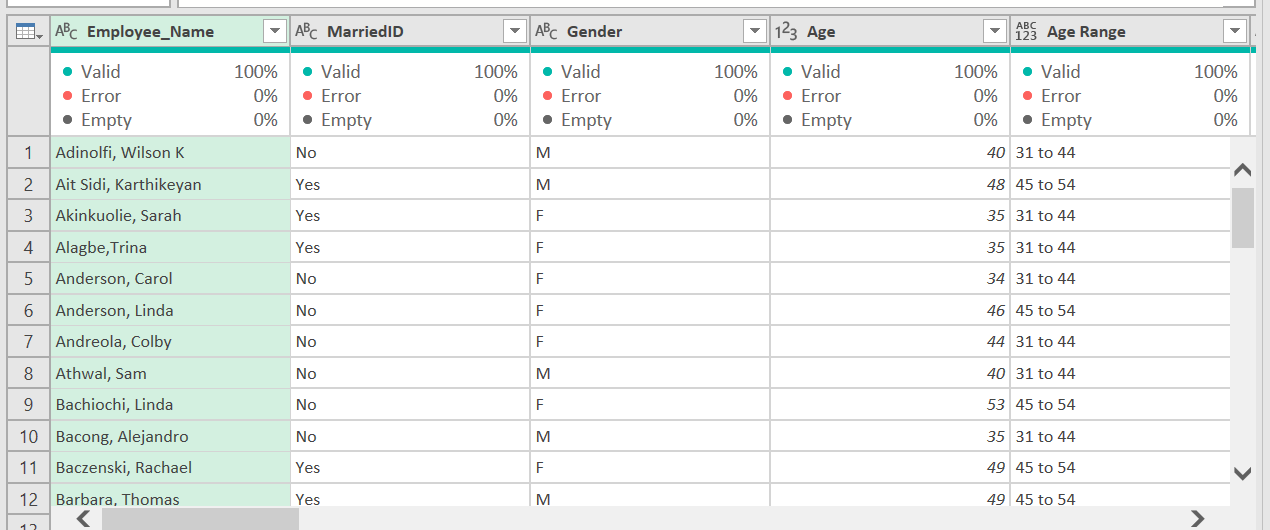 ABC Employee_Name ABC MarriedID ABC Gender 123 Age ABC 123 Age Range
Valid 100% Valid 100% Valid 100% Valid 100% Valid 100%
Error 0% Error 0% Error 0% Error 0% Error 0%
Empty 0% Empty 0% Empty 0% Empty 0% Empty 0%
1 Adinolfi, Wilson K No M 40 31 to 44
2 Ait Sidi, Karthikeyan Yes M 48 45 to 54
3 Akinkuolie, Sarah Yes F 35 31 to 44
4 Alagbe,Trina Yes F 35 31 to 44
5 Anderson, Carol No F 34 31 to 44
6 Anderson, Linda No F 46 45 to 54
7 Andreola, Colby No F 44 31 to 44
8 Athwal, Sam No M 40 31 to 44
9 Bachiochi, Linda No F 53 45 to 54
10 Bacong, Alejandro No M 35 31 to 44
11 Baczenski, Rachael Yes F 49 45 to 54
12 Barbara, Thomas Yes M 49 45 to 54
13